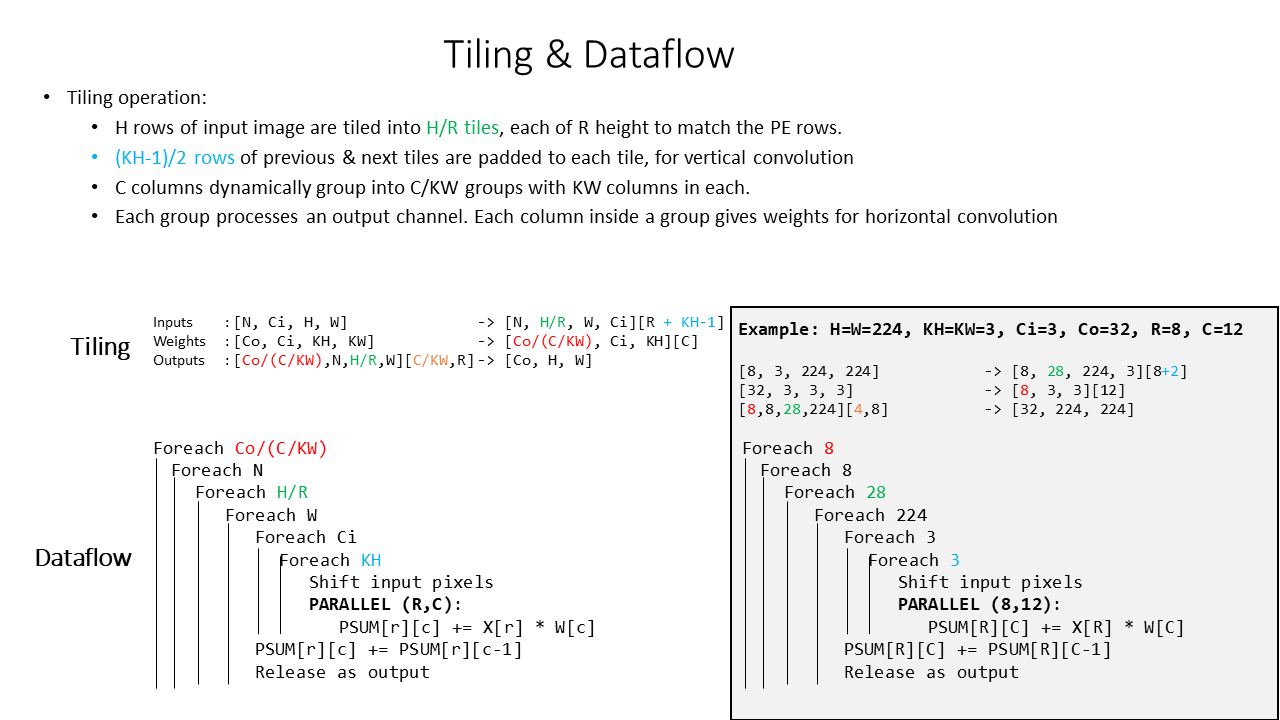 Tiling & Dataflow
• Tiling operation:
• H rows of input image are tiled into H/R tiles, each of R height to match the PE rows.
• (KH-1)/2 rows of previous & next tiles are padded to each tile, for vertical convolution
• C columns dynamically group into C/KW groups with KW columns in each.
• Each group processes an output channel. Each column inside a group gives weights for horizontal convolution
Tiling
Inputs :[N, Ci, H, W] -> [N, H/R, W, Ci][R + KH-1]
Weights :[Co, Ci, KH, KW] -> [Co/(C/KW), Ci, KH][C]
Outputs :[Co/(C/KW),N,H/R,W][C/KW,R]-> [Co, H, W]
Dataflow
Foreach Co/(C/KW)
Foreach N
Foreach H/R
Foreach W
Foreach Ci
Foreach KH
Shift input pixels
PARALLEL (R,C):
PSUM[r][c] += X[r] * W[c]
PSUM[r][c] += PSUM[r][c-1]
Release as output
Example: H=W=224, KH=KW=3, Ci=3, Co=32, R=8, C=12
[8, 3, 224, 224] -> [8, 28, 224, 3][8+2]
[32, 3, 3, 3] -> [8, 3, 3][12]
[8,8,28,224][4,8] -> [32, 224, 224]
Foreach 8
Foreach 8
Foreach 28
Foreach 224
Foreach 3
Foreach 3
Shift input pixels
PARALLEL (8,12):
PSUM[R][C] += X[R] * W[C]
PSUM[R][C] += PSUM[R][C-1]
Release as output